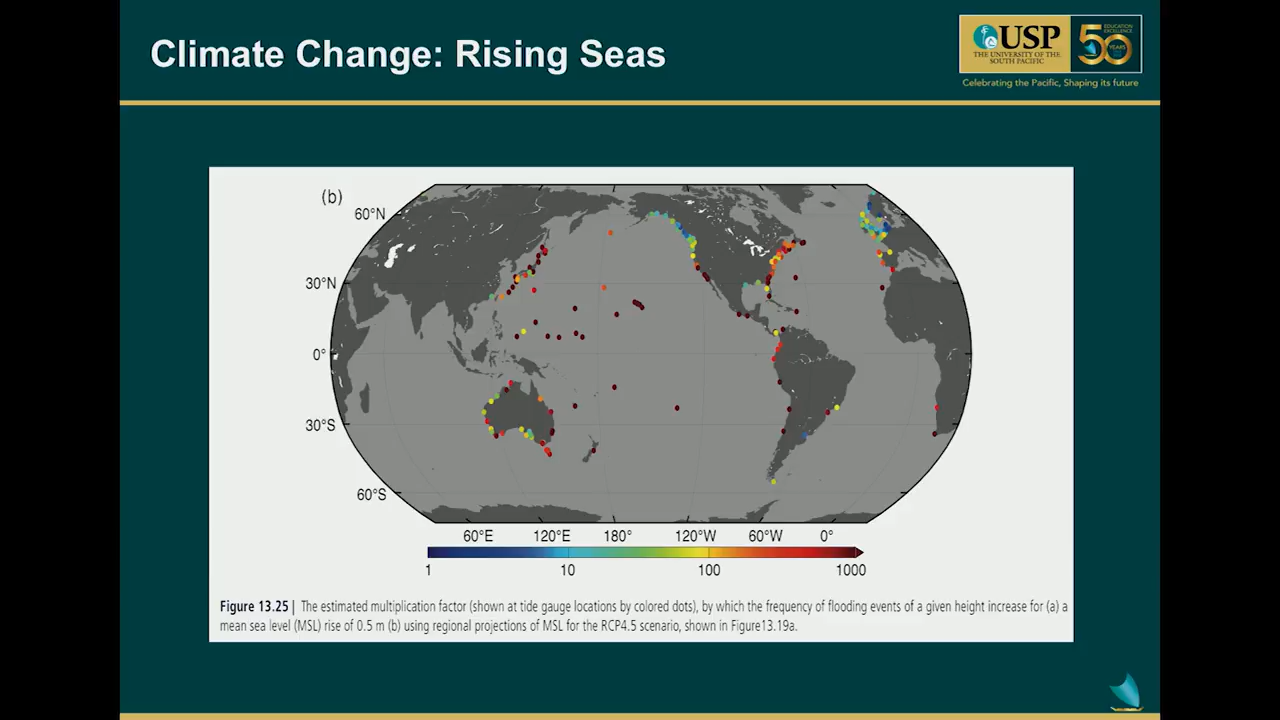 Climate Change: Rising Seas
USP
THE UNIVERSITY OF THE
SOUTH PACIFIC
EDUCATION
EXCELLENCE
50
YEARS
Celebrating the Pacific, Shaping its future
(b)
60°N
30°N
0°
30°S
60°S
60°E 120°E 180° 120°W 60°W 0°
1 10 100 1000
Figure 13.25 | The estimated multiplication factor (shown at tide gauge locations by colored dots), by which the frequency of flooding events of a given height increase for (a) a
mean sea level (MSL) rise of 0.5 m (b) using regional projections of MSL for the RCP4.5 scenario, shown in Figure13.19a.